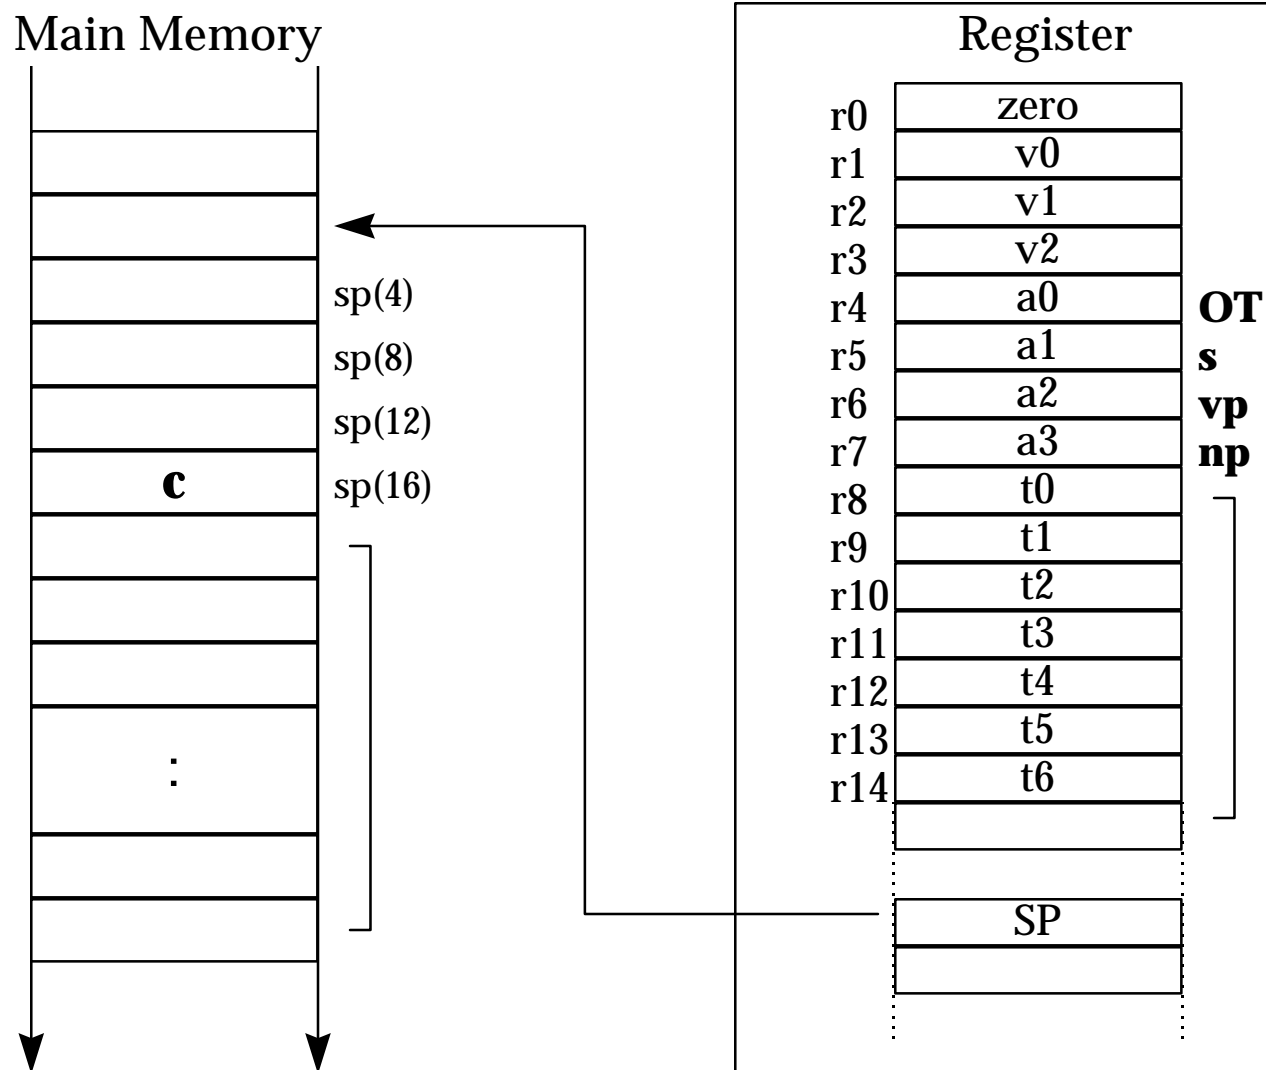 Main Memory
sp(4)
sp(8)
sp(12)
c
sp(16)
:
Register
r0
zero
r1
v0
r2
v1
r3
v2
r4
a0
OT
r5
a1
s
r6
a2
vp
r7
a3
np
r8
t0
r9
t1
r10
t2
r11
t3
r12
t4
r13
t5
r14
t6
SP